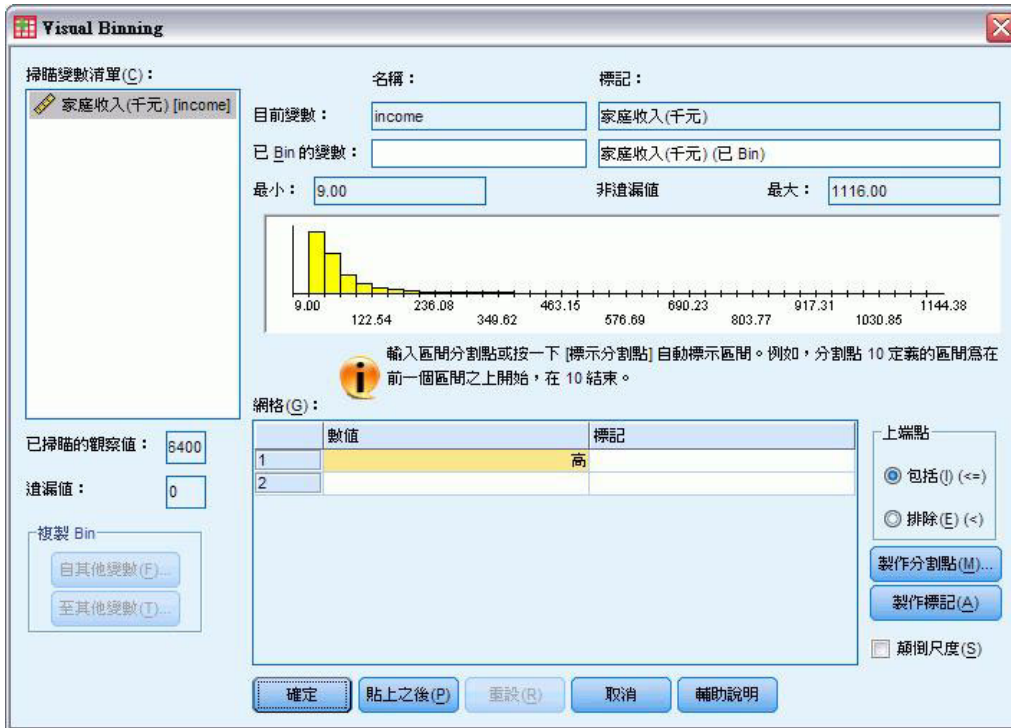 Visual Binning
掃瞄變數清單(C)：
家庭收入(千元) [income]
名稱：
標記：
目前變數：
income
家庭收入(千元)
已 Bin 的變數：
家庭收入(千元) (已 Bin)
最小：
9.00
非遺漏值
最大：
1116.00
9.00
236.08
463.15
690.23
917.31
1144.38
122.54
349.62
576.69
803.77
1030.85
輸入區間分割點或按一下 [標示分割點] 自動標示區間。例如，分割點 10 定義的區間為在
前一個區間之上開始，在 10 結束。
網格(G)：
數值
標記
1
高
2
已掃瞄的觀察值：
6400
遺漏值：
0
複製 Bin
自其他變數(F)...
至其他變數(T)...
上端點
包括(I) (<=)
排除(E) (<)
製作分割點(M)...
製作標記(A)
顛倒尺度(S)
確定
貼上之後(P)
重設(R)
取消
輔助說明